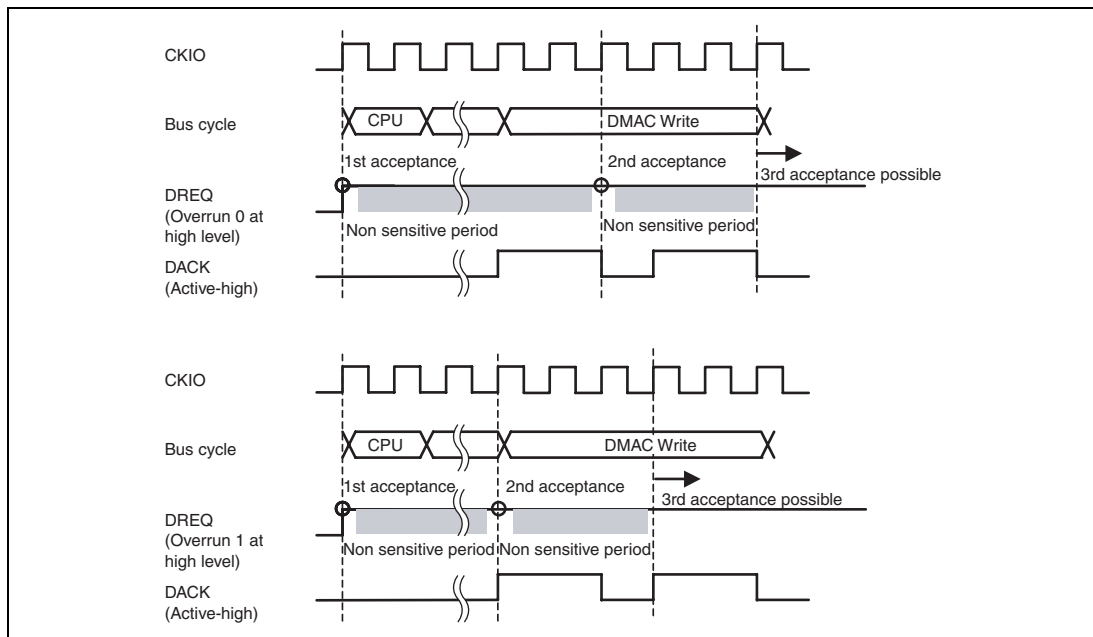 CKIO
Bus cycle
CPU
DMAC Write
1st acceptance
2nd acceptance
3rd acceptance possible
DREQ
(Overrun 0 at
high level)
Non sensitive period
Non sensitive period
DACK
(Active-high)
CKIO
Bus cycle
CPU
DMAC Write
1st acceptance
2nd acceptance
3rd acceptance possible
DREQ
(Overrun 1 at
high level)
Non sensitive period
Non sensitive period
DACK
(Active-high)